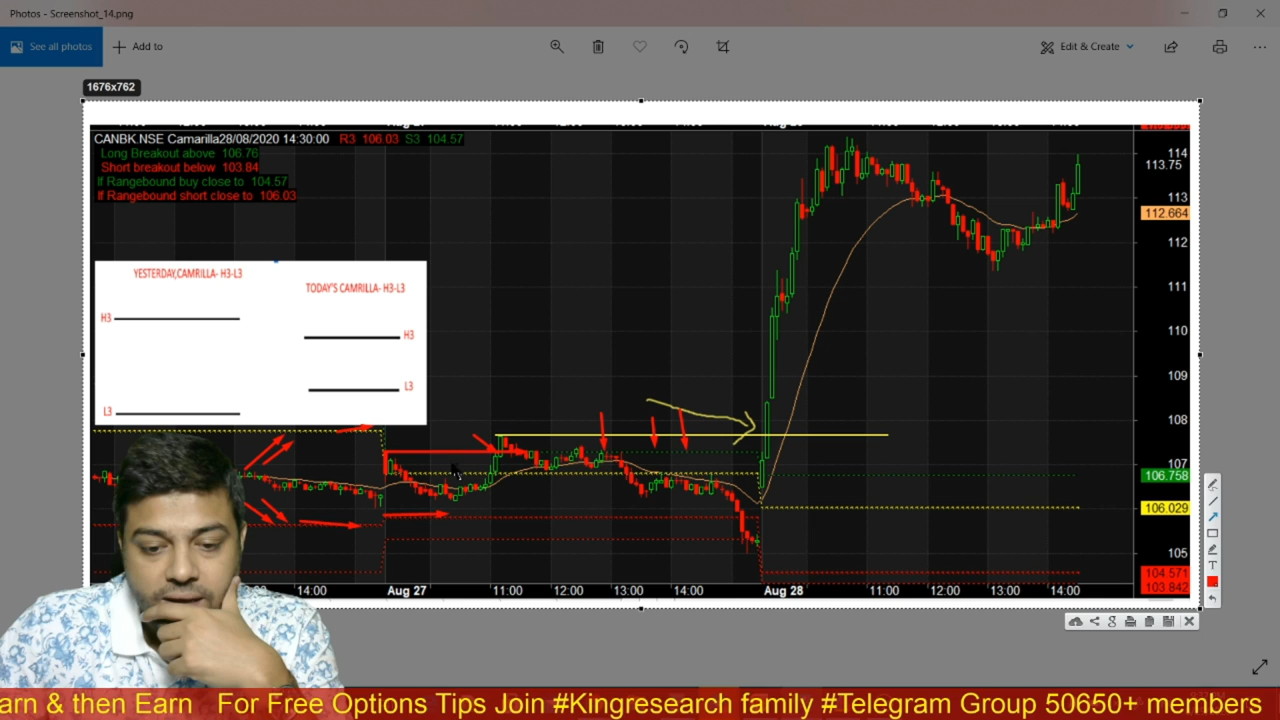 Photos - Screenshot_14.png
See all photos
Add to
Edit & Create
1676x762
CANBK.NSE Camarilla28/08/2020 14:30:00 R3 106.03 S3 104.57
Long Breakout above 106.76
Short breakout below 103.84
If Rangebound buy close to 104.57
If Rangebound short close to 106.03
YESTERDAY,CAMRILLA- H3-L3
TODAY'S CAMRILLA- H3-L3
H3
H3
L3
L3
114
113.75
113
112.664
112
111
110
109
108
107
106.758
106.029
105
104.571
103.842
14:00 Aug 27 11:00 12:00 13:00 14:00 Aug 28 11:00 12:00 13:00 14:00
T
arn & then Earn For Free Options Tips Join #Kingresearch family #Telegram Group 50650+ members